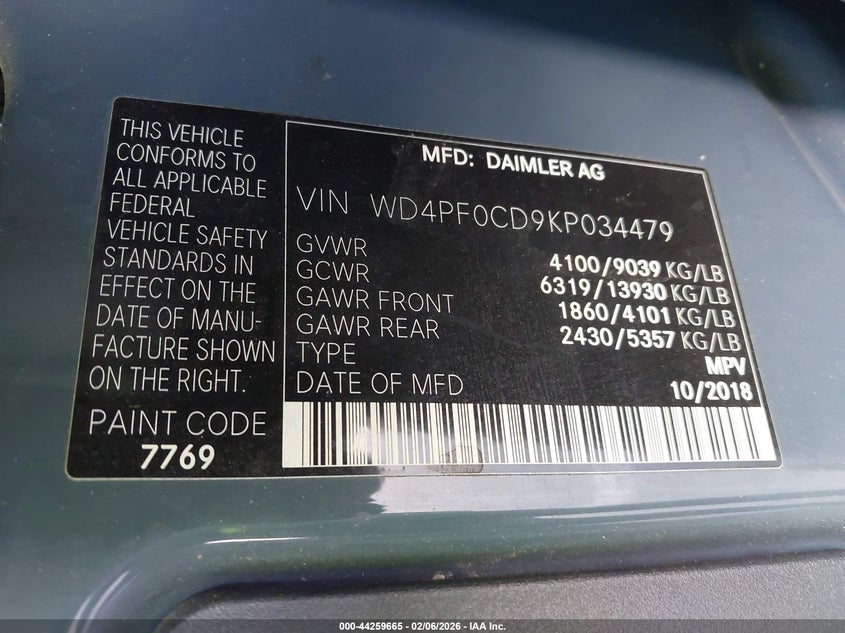 THIS VEHICLE
CONFORMS TO
ALL APPLICABLE
FEDERAL
VEHICLE SAFETY
STANDARDS IN
EFFECT ON THE
DATE OF MANU-
FACTURE SHOWN
ON THE RIGHT.
PAINT CODE
7769
MFD: DAIMLER AG
VIN WD4PF0CD9KP034479
GVWR 4100/9039 KG/LB
GCWR 6319/13930 KG/LB
GAWR FRONT 1860/4101 KG/LB
GAWR REAR 2430/5357 KG/LB
TYPE MPV
DATE OF MFD 10/2018
000-44259665 - 02/06/2026 - IAA Inc.